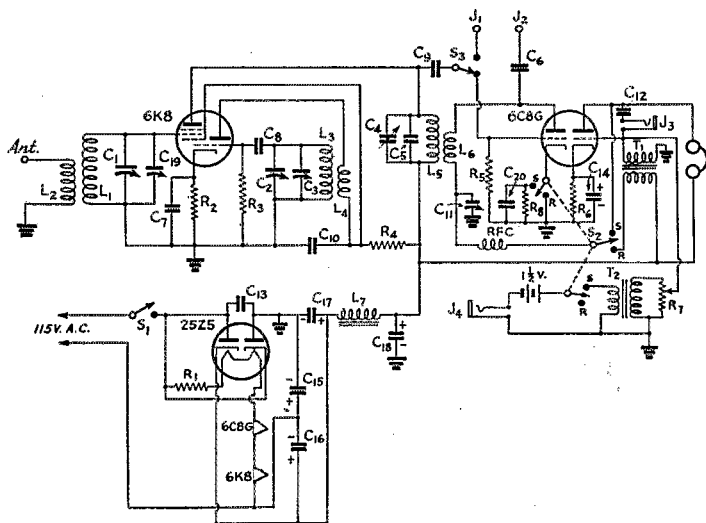 J1
J2
C9
S3
C6
6K8
6C8G
C12
J3
Ant.
C8
L3
C4
C5
L6
T1
C1
C19
C2
C3
L5
R5
C20
S
C14
L2
L1
R2
R3
L4
R8
R
R6
C7
C11
RFC
S2
S
R
C10
R4
1½ V.
S
T2
R
R7
J4
C13
C17
L7
115V. A.C.
S1
25Z5
C18
R1
C15
6C8G
C16
6K8